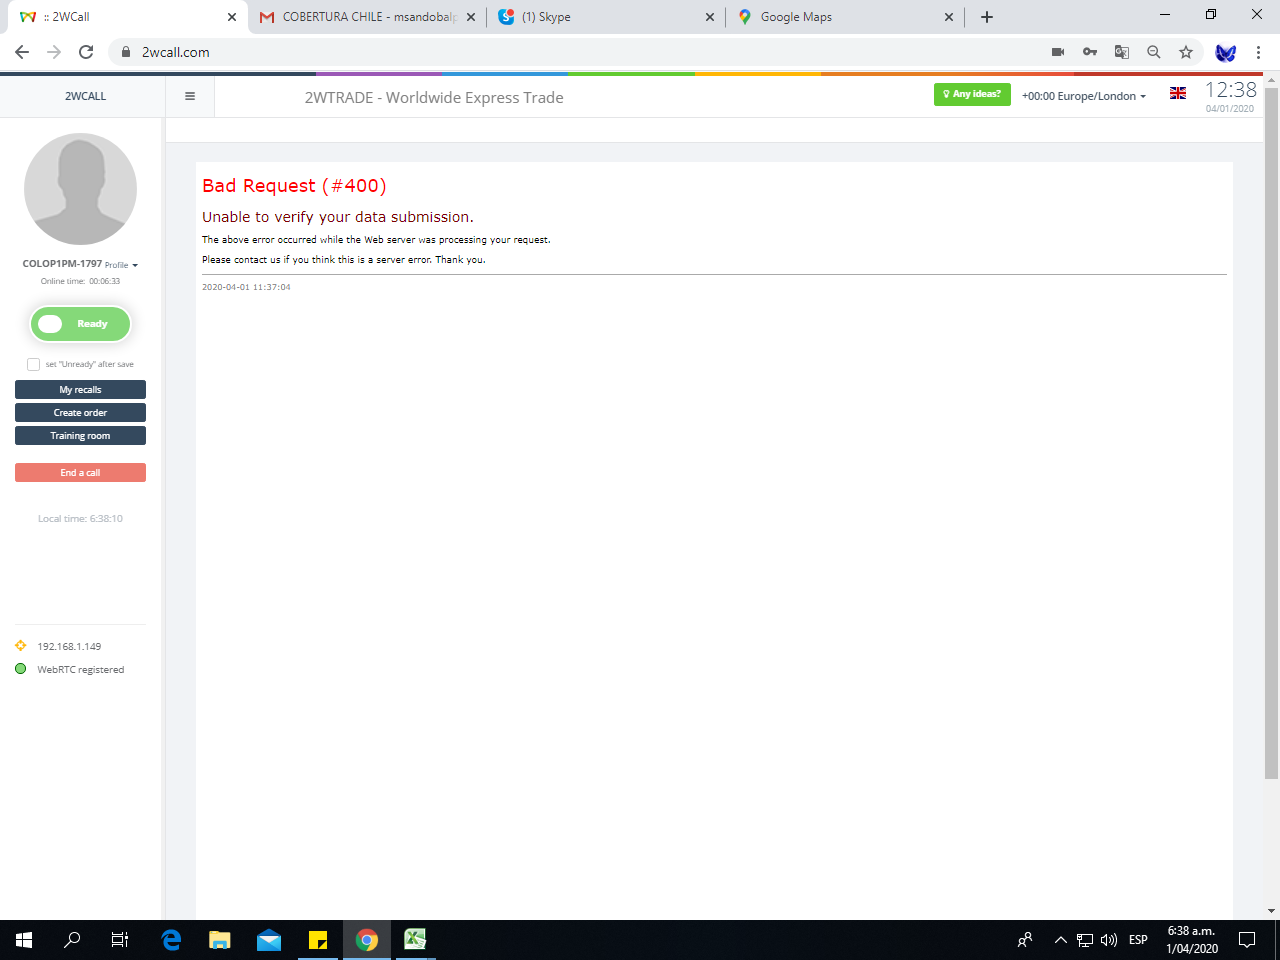 :: 2WCall
COBERTURA CHILE - msandobalp
(1) Skype
Google Maps
2wcall.com
2WCALL
2WTRADE - Worldwide Express Trade
Any ideas?
+00:00 Europe/London
12:38
04/01/2020
COLOP1PM-1797 Profile
Online time: 00:06:33
Ready
set "Unready" after save
My recalls
Create order
Training room
End a call
Local time: 6:38:10
192.168.1.149
WebRTC registered
Bad Request (#400)
Unable to verify your data submission.
The above error occurred while the Web server was processing your request.
Please contact us if you think this is a server error. Thank you.
2020-04-01 11:37:04
ESP
6:38 a.m.
1/04/2020